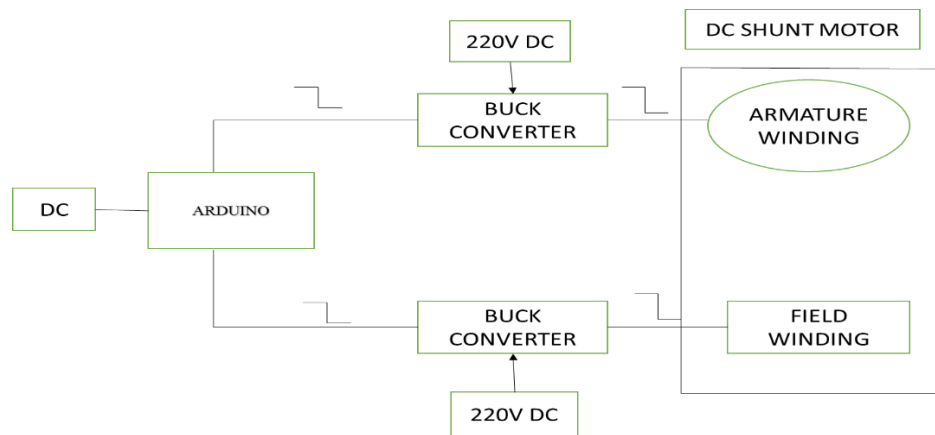 DC SHUNT MOTOR
220V DC
BUCK
CONVERTER
ARMATURE
WINDING
DC
ARDUINO
BUCK
CONVERTER
FIELD
WINDING
220V DC